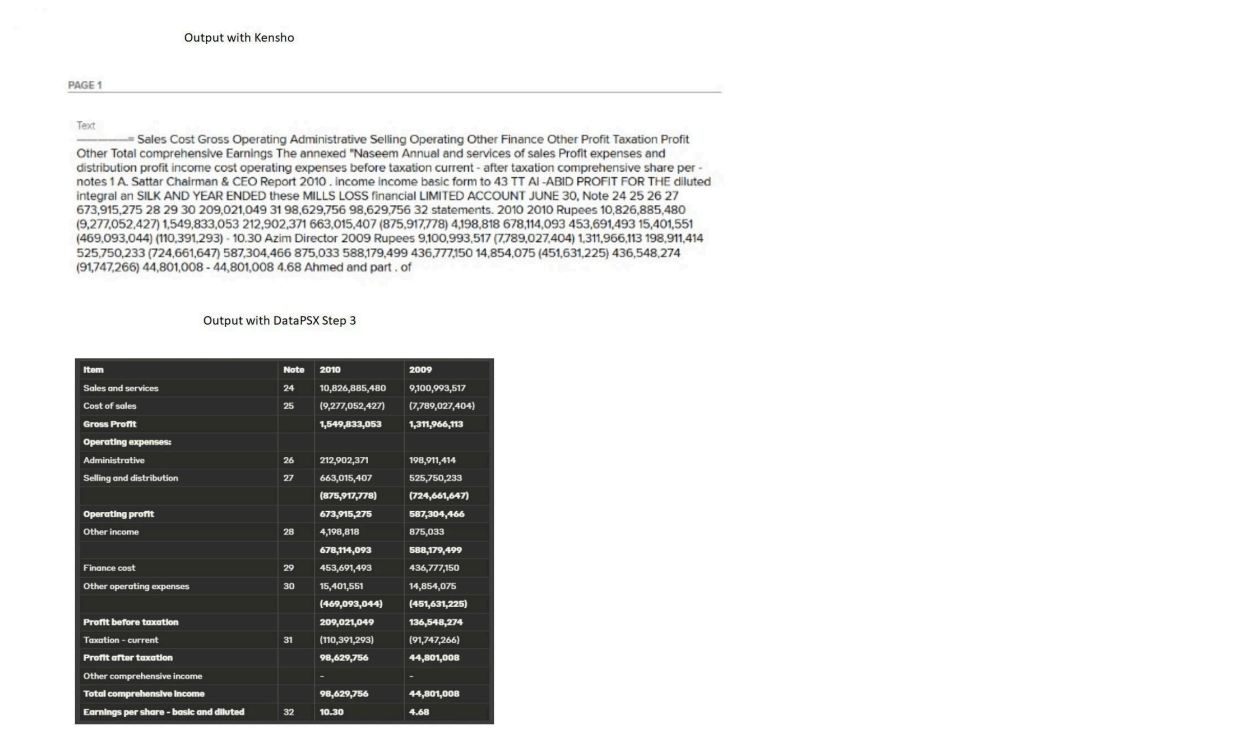 Output with Kensho
PAGE 1
Text
————= Sales Cost Gross Operating Administrative Selling Operating Other Finance Other Profit Taxation Profit
Other Total comprehensive Earnings The annexed "Naseem Annual and services of sales Profit expenses and
distribution profit income cost operating expenses before taxation current - after taxation comprehensive share per -
notes 1 A. Sattar Chairman & CEO Report 2010 . income income basic form to 43 TT Al -ABID PROFIT FOR THE diluted
integral an SILK AND YEAR ENDED these MILLS LOSS financial LIMITED ACCOUNT JUNE 30, Note 24 25 26 27
673,915,275 28 29 30 209,021,049 31 98,629,756 98,629,756 32 statements. 2010 2010 Rupees 10,826,885,480
(9,277,052,427) 1,549,833,053 212,902,371 663,015,407 (875,917,778) 4,198,818 678,114,093 453,691,493 15,401,551
(469,093,044) (110,391,293) - 10.30 Azim Director 2009 Rupees 9,100,993,517 (7,789,027,404) 1,311,966,113 198,911,414
525,750,233 (724,661,647) 587,304,466 875,033 588,179,499 436,777,150 14,854,075 (451,631,225) 436,548,274
(91,747,266) 44,801,008 - 44,801,008 4.68 Ahmed and part . of
Output with DataPSX Step 3
Item Note 2010 2009
Sales and services 24 10,826,885,480 9,100,993,517
Cost of sales 25 (9,277,052,427) (7,789,027,404)
Gross Profit 1,549,833,053 1,311,966,113
Operating expenses:
Administrative 26 212,902,371 198,911,414
Selling and distribution 27 663,015,407 525,750,233
(875,917,778) (724,661,647)
Operating profit 673,915,275 587,304,466
Other income 28 4,198,818 875,033
678,114,093 588,179,499
Finance cost 29 453,691,493 436,777,150
Other operating expenses 30 15,401,551 14,854,075
(469,093,044) (451,631,225)
Profit before taxation 209,021,049 136,548,274
Taxation - current 31 (110,391,293) (91,747,266)
Profit after taxation 98,629,756 44,801,008
Other comprehensive income - -
Total comprehensive income 98,629,756 44,801,008
Earnings per share - basic and diluted 32 10.30 4.68